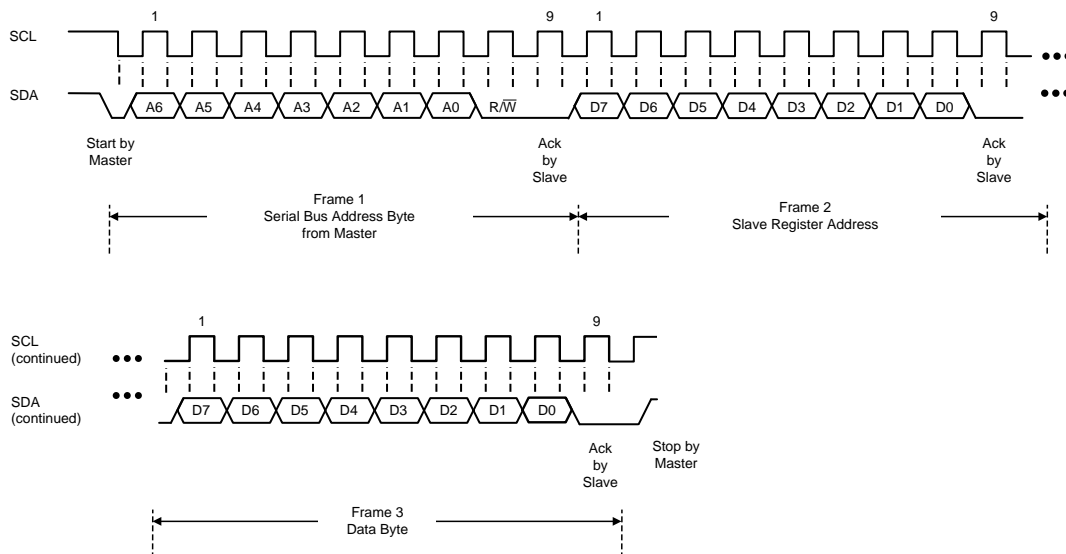 1 9 1 9
SCL
SDA
A6 A5 A4 A3 A2 A1 A0 R/W̅ D7 D6 D5 D4 D3 D2 D1 D0
Start by
Master
Ack
by
Slave
Ack
by
Slave
Frame 1
Serial Bus Address Byte
from Master
Frame 2
Slave Register Address
1 9
SCL
(continued)
SDA
(continued)
D7 D6 D5 D4 D3 D2 D1 D0
Ack
by
Slave
Stop by
Master
Frame 3
Data Byte